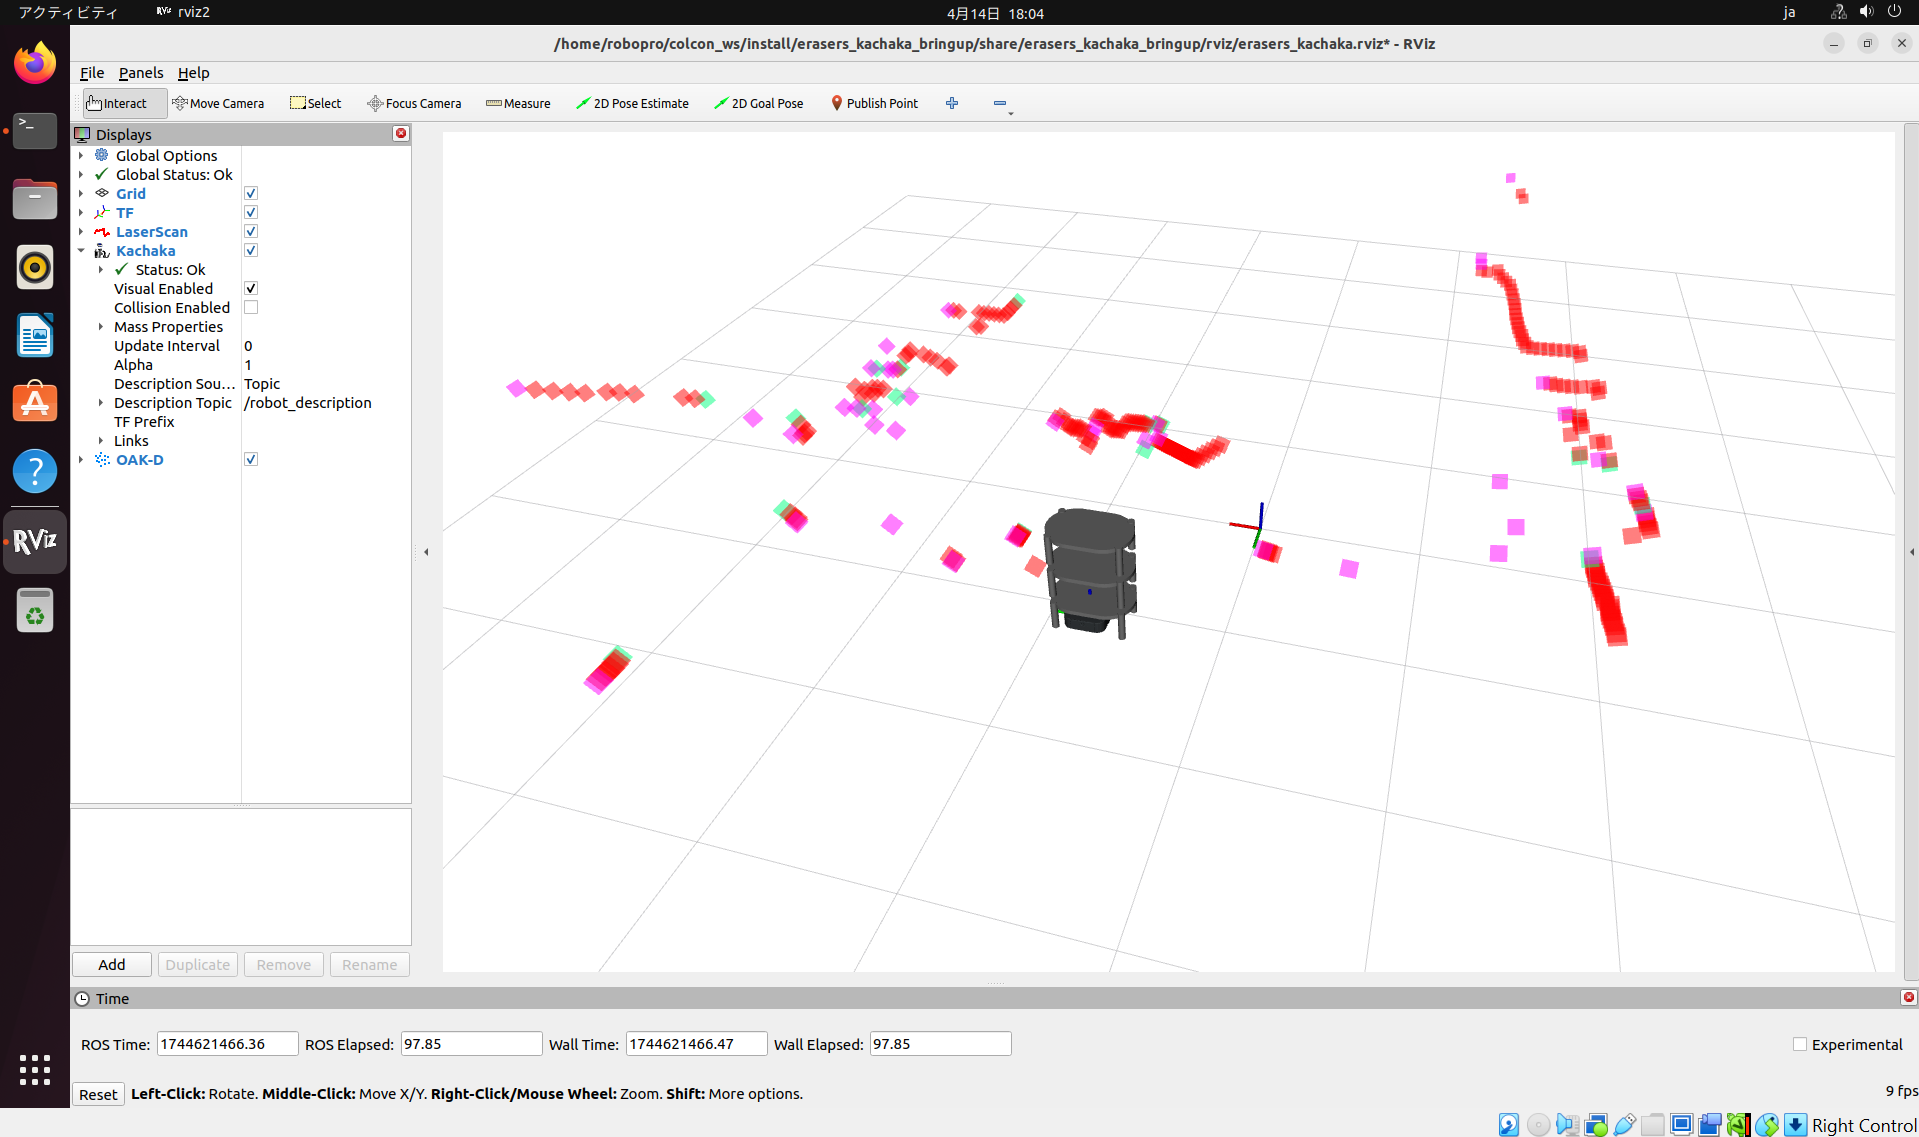 アクティビティ rviz2 4月14日 18:04 ja
/home/robopro/colcon_ws/install/erasers_kachaka_bringup/share/erasers_kachaka_bringup/rviz/erasers_kachaka.rviz* - RViz
File Panels Help
Interact Move Camera Select Focus Camera Measure 2D Pose Estimate 2D Goal Pose Publish Point
Displays
Global Options
Global Status: Ok
Grid
TF
LaserScan
Kachaka
Status: Ok
Visual Enabled
Collision Enabled
Mass Properties
Update Interval 0
Alpha 1
Description Sou... Topic
Description Topic /robot_description
TF Prefix
Links
OAK-D
RViz
Add Duplicate Remove Rename
Time
ROS Time: 1744621466.36 ROS Elapsed: 97.85 Wall Time: 1744621466.47 Wall Elapsed: 97.85 Experimental
Reset Left-Click: Rotate. Middle-Click: Move X/Y. Right-Click/Mouse Wheel: Zoom. Shift: More options. 9 fps
Right Control